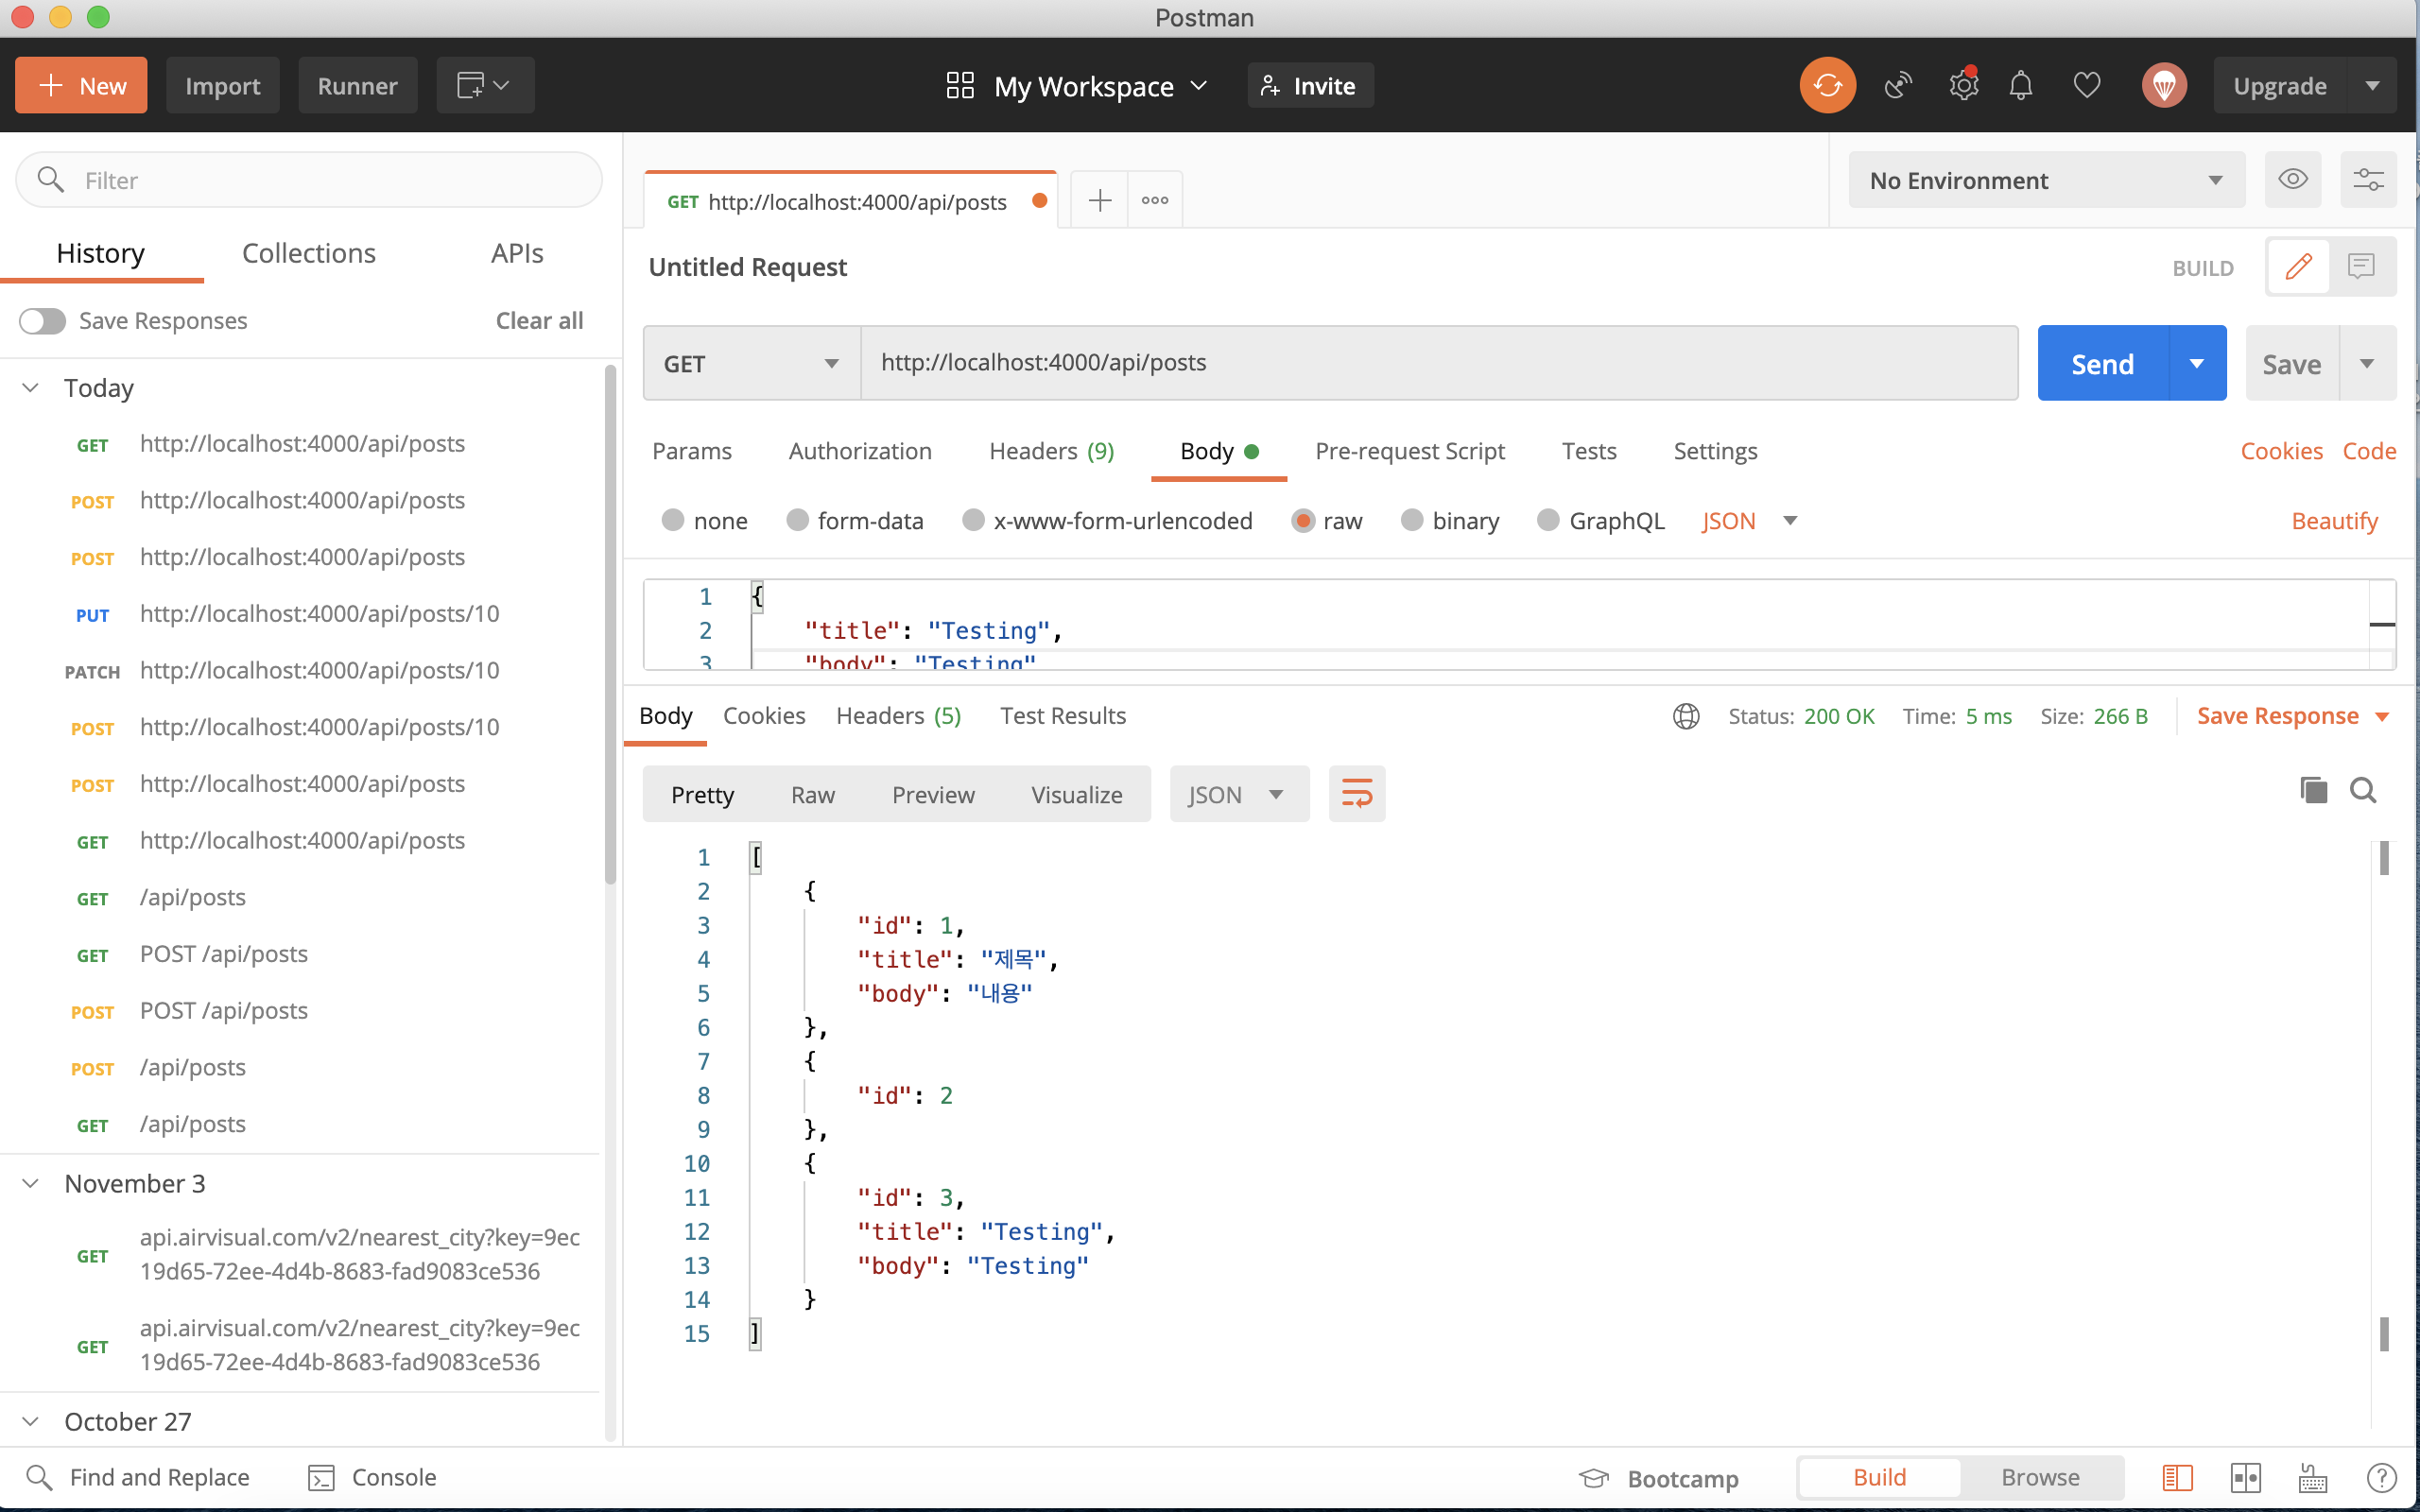 Postman
New
Import
Runner
My Workspace
Invite
Upgrade
Filter
GET http://localhost:4000/api/posts
No Environment
History
Collections
APIs
Untitled Request
BUILD
Save Responses
Clear all
GET
http://localhost:4000/api/posts
Send
Save
Today
Params
Authorization
Headers (9)
Body
Pre-request Script
Tests
Settings
Cookies
Code
GET http://localhost:4000/api/posts
POST http://localhost:4000/api/posts
POST http://localhost:4000/api/posts
PUT http://localhost:4000/api/posts/10
PATCH http://localhost:4000/api/posts/10
POST http://localhost:4000/api/posts/10
POST http://localhost:4000/api/posts
GET http://localhost:4000/api/posts
GET /api/posts
GET POST /api/posts
POST POST /api/posts
POST /api/posts
GET /api/posts
November 3
GET api.airvisual.com/v2/nearest_city?key=9ec
19d65-72ee-4d4b-8683-fad9083ce536
GET api.airvisual.com/v2/nearest_city?key=9ec
19d65-72ee-4d4b-8683-fad9083ce536
October 27
none
form-data
x-www-form-urlencoded
raw
binary
GraphQL
JSON
Beautify
1 {
2 "title": "Testing",
3 "body": "Testing"
Body
Cookies
Headers (5)
Test Results
Status: 200 OK
Time: 5 ms
Size: 266 B
Save Response
Pretty
Raw
Preview
Visualize
JSON
1 [
2 {
3 "id": 1,
4 "title": "제목",
5 "body": "내용"
6 },
7 {
8 "id": 2
9 },
10 {
11 "id": 3,
12 "title": "Testing",
13 "body": "Testing"
14 }
15 ]
Find and Replace
Console
Bootcamp
Build
Browse